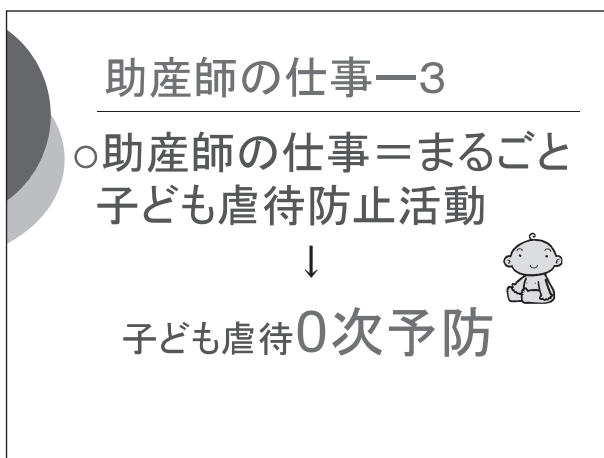 助産師の仕事ー3
○助産師の仕事＝まるごと
子ども虐待防止活動
↓
子ども虐待0次予防